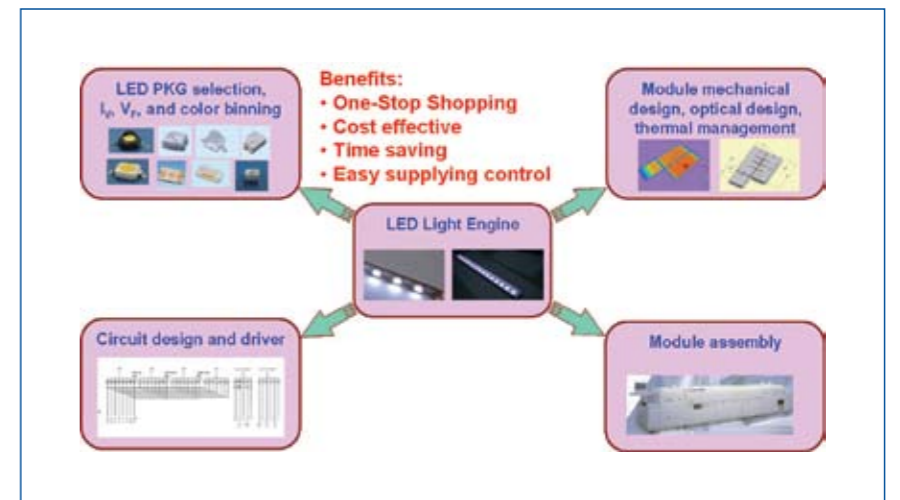 LED PKG selection,
Iv, VF, and color binning
Benefits:
• One-Stop Shopping
• Cost effective
• Time saving
• Easy supplying control
Module mechanical
design, optical design,
thermal management
LED Light Engine
Circuit design and driver
Module assembly